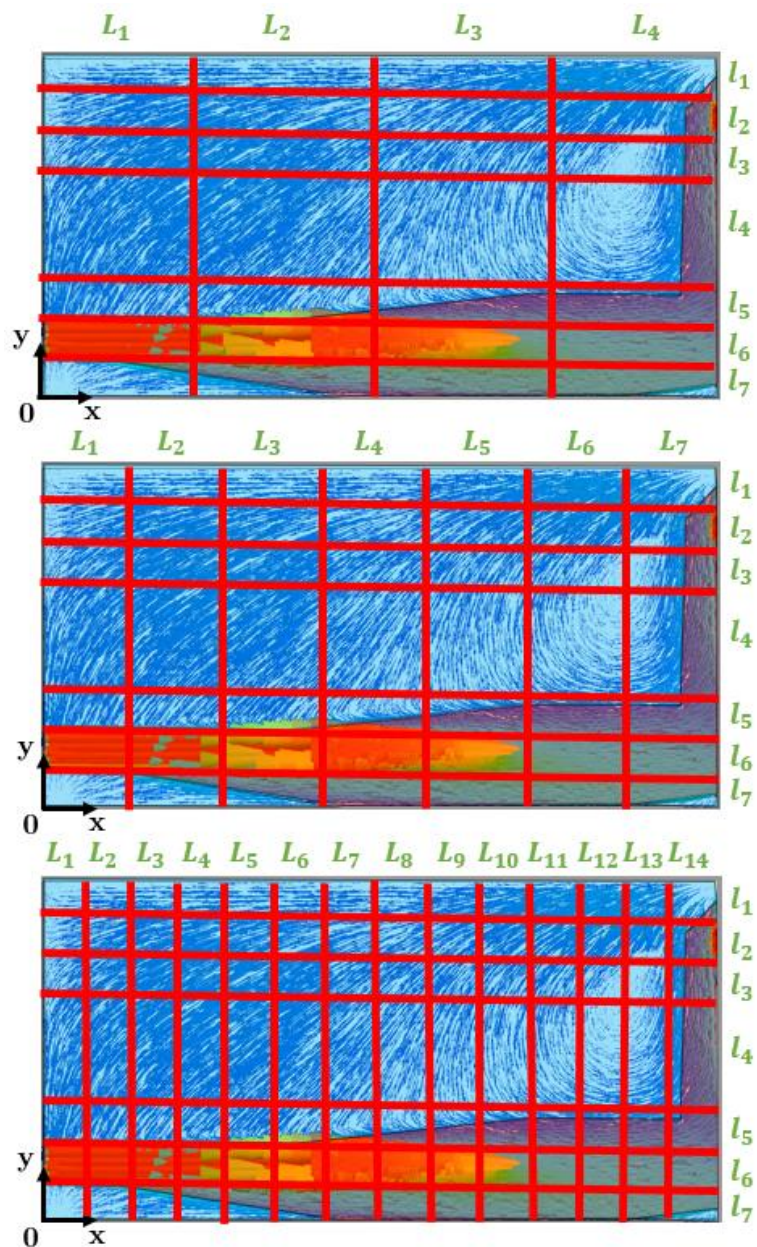 L₁ L₂ L₃ L₄
l₁
l₂
l₃
l₄
l₅
y
l₆
l₇
0 x
L₁ L₂ L₃ L₄ L₅ L₆ L₇
l₁
l₂
l₃
l₄
l₅
y
l₆
l₇
0 x
L₁ L₂ L₃ L₄ L₅ L₆ L₇ L₈ L₉ L₁₀ L₁₁ L₁₂ L₁₃ L₁₄
l₁
l₂
l₃
l₄
l₅
y
l₆
l₇
0 x